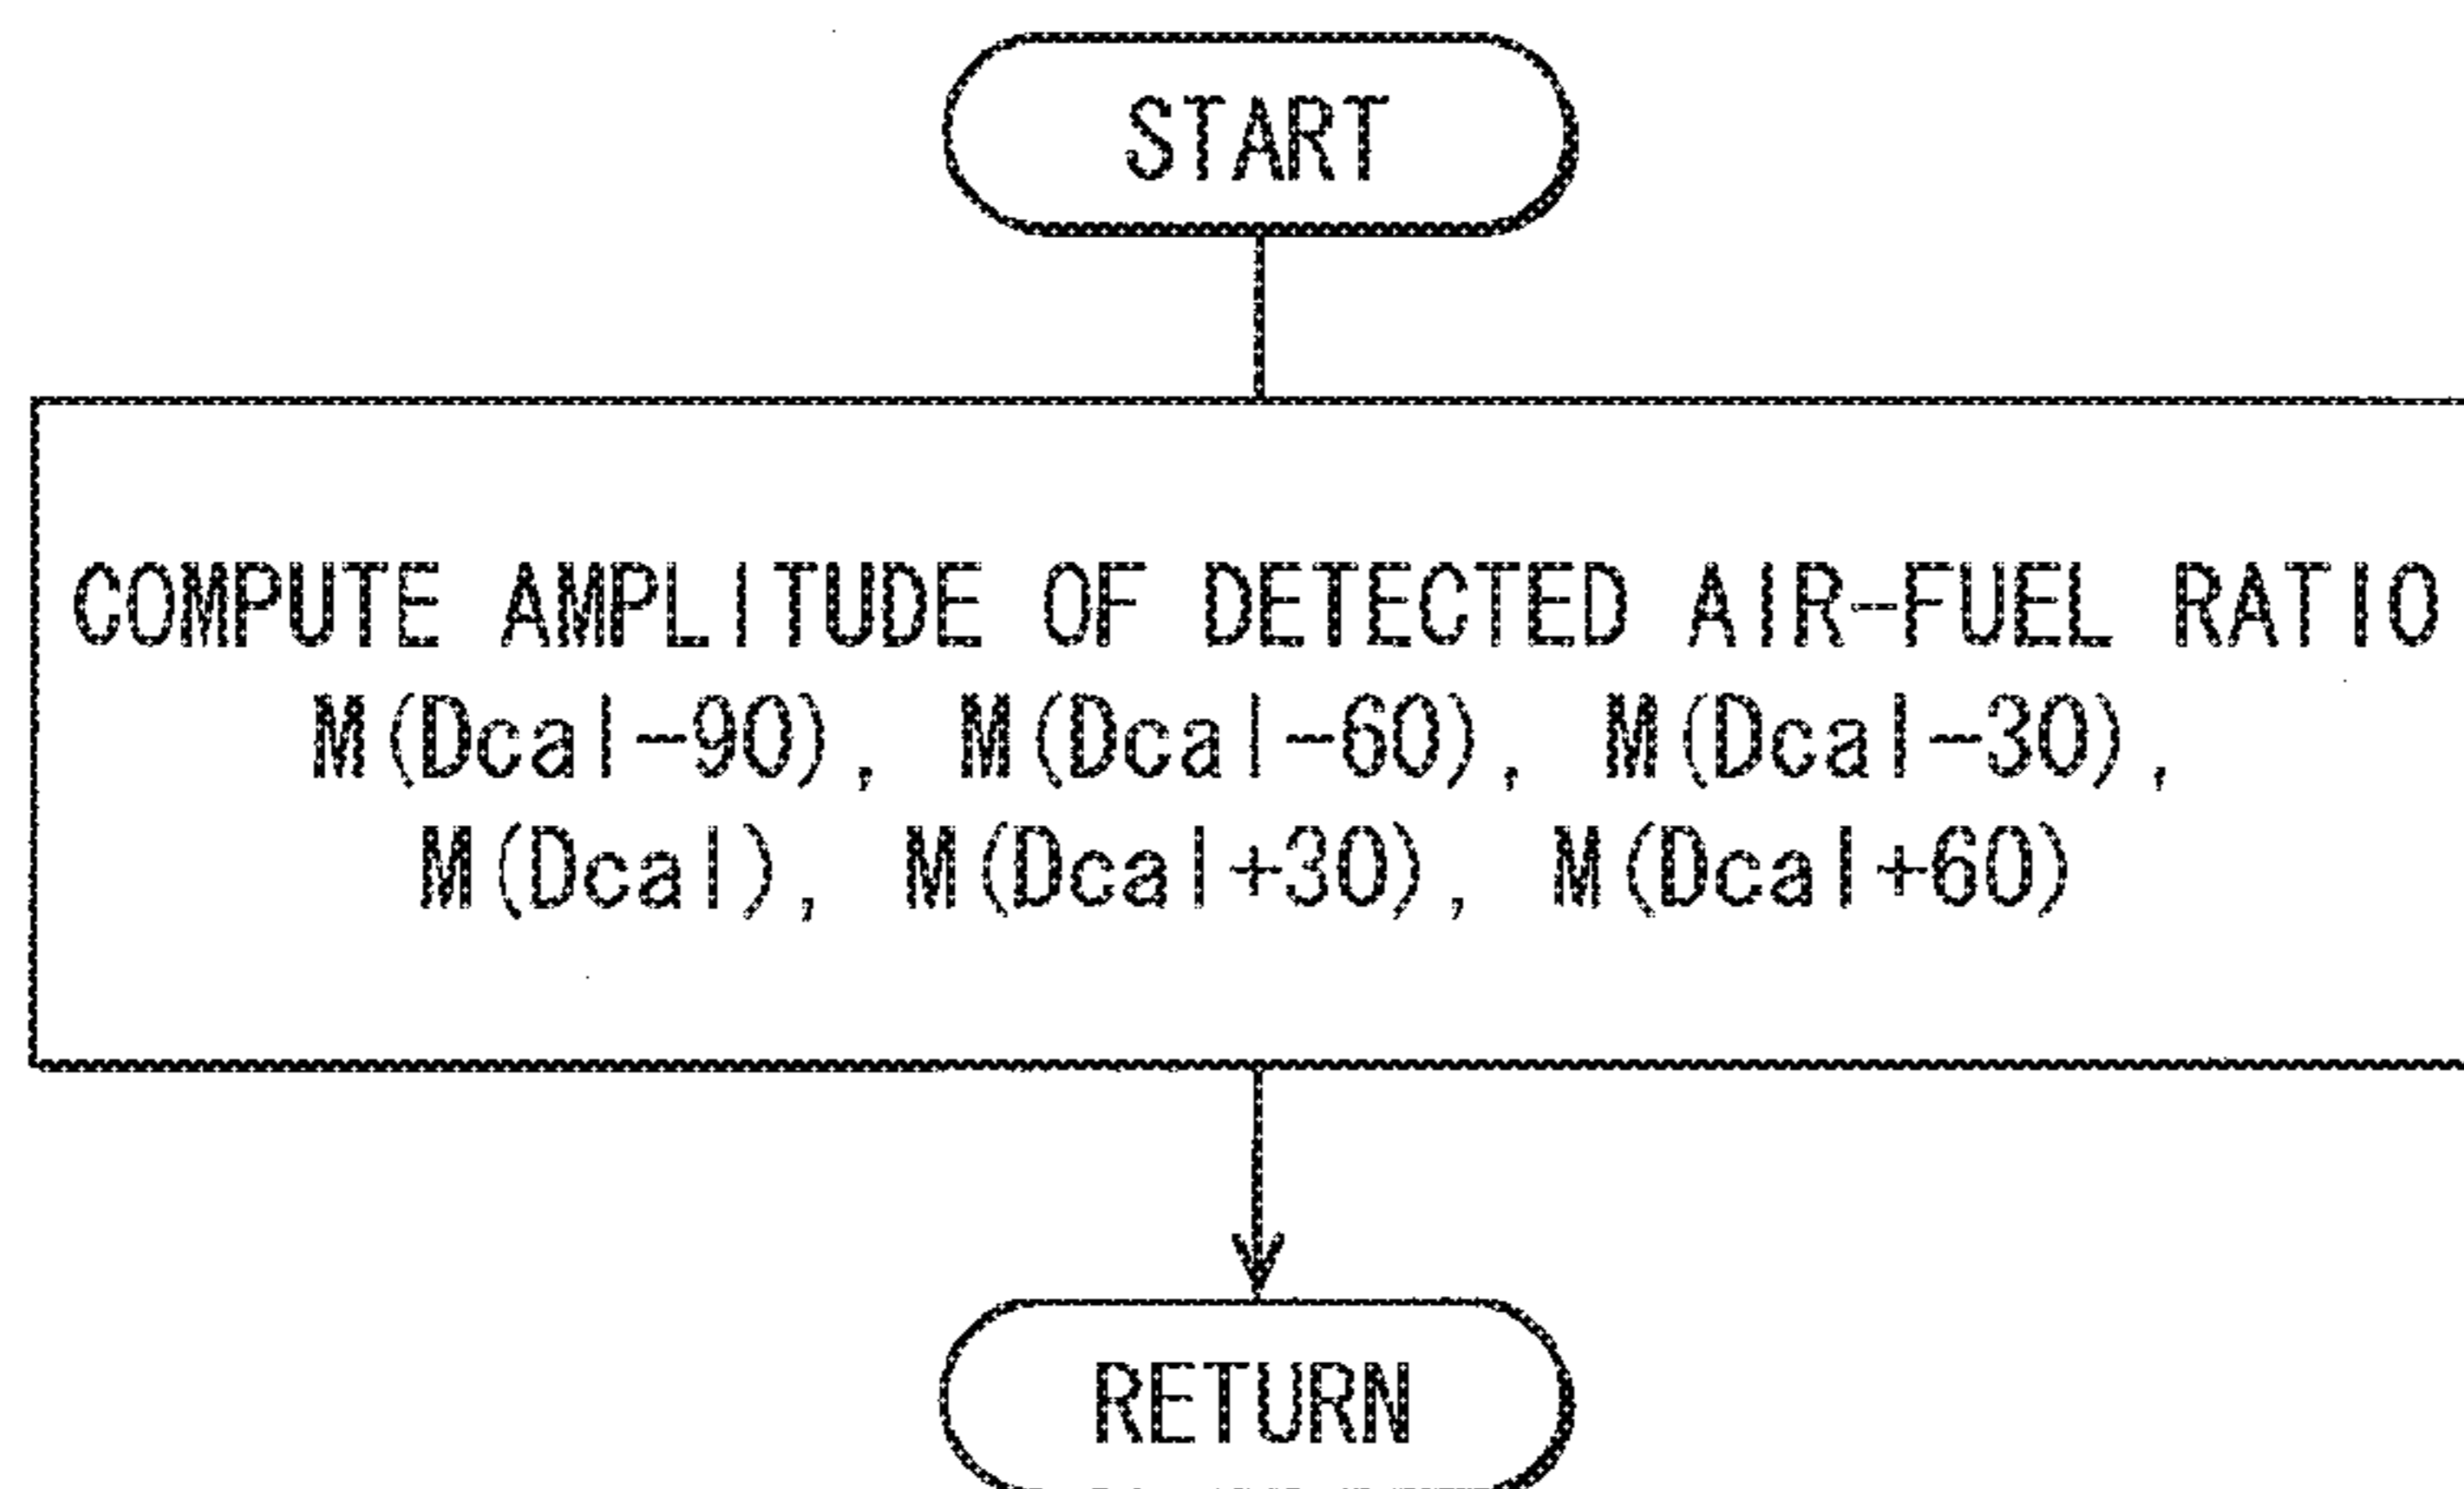 START
COMPUTE AMPLITUDE OF DETECTED AIR-FUEL RATIO
M(Dcal-90), M(Dcal-60), M(Dcal-30),
M(Dcal), M(Dcal+30), M(Dcal+60)
RETURN